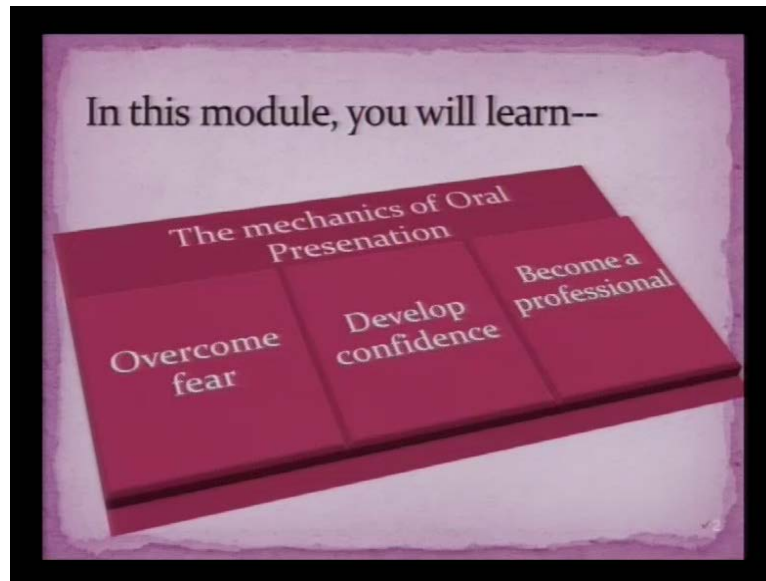 In this module, you will learn--
The mechanics of Oral
Presenation
Overcome
fear
Develop
confidence
Become a
professional